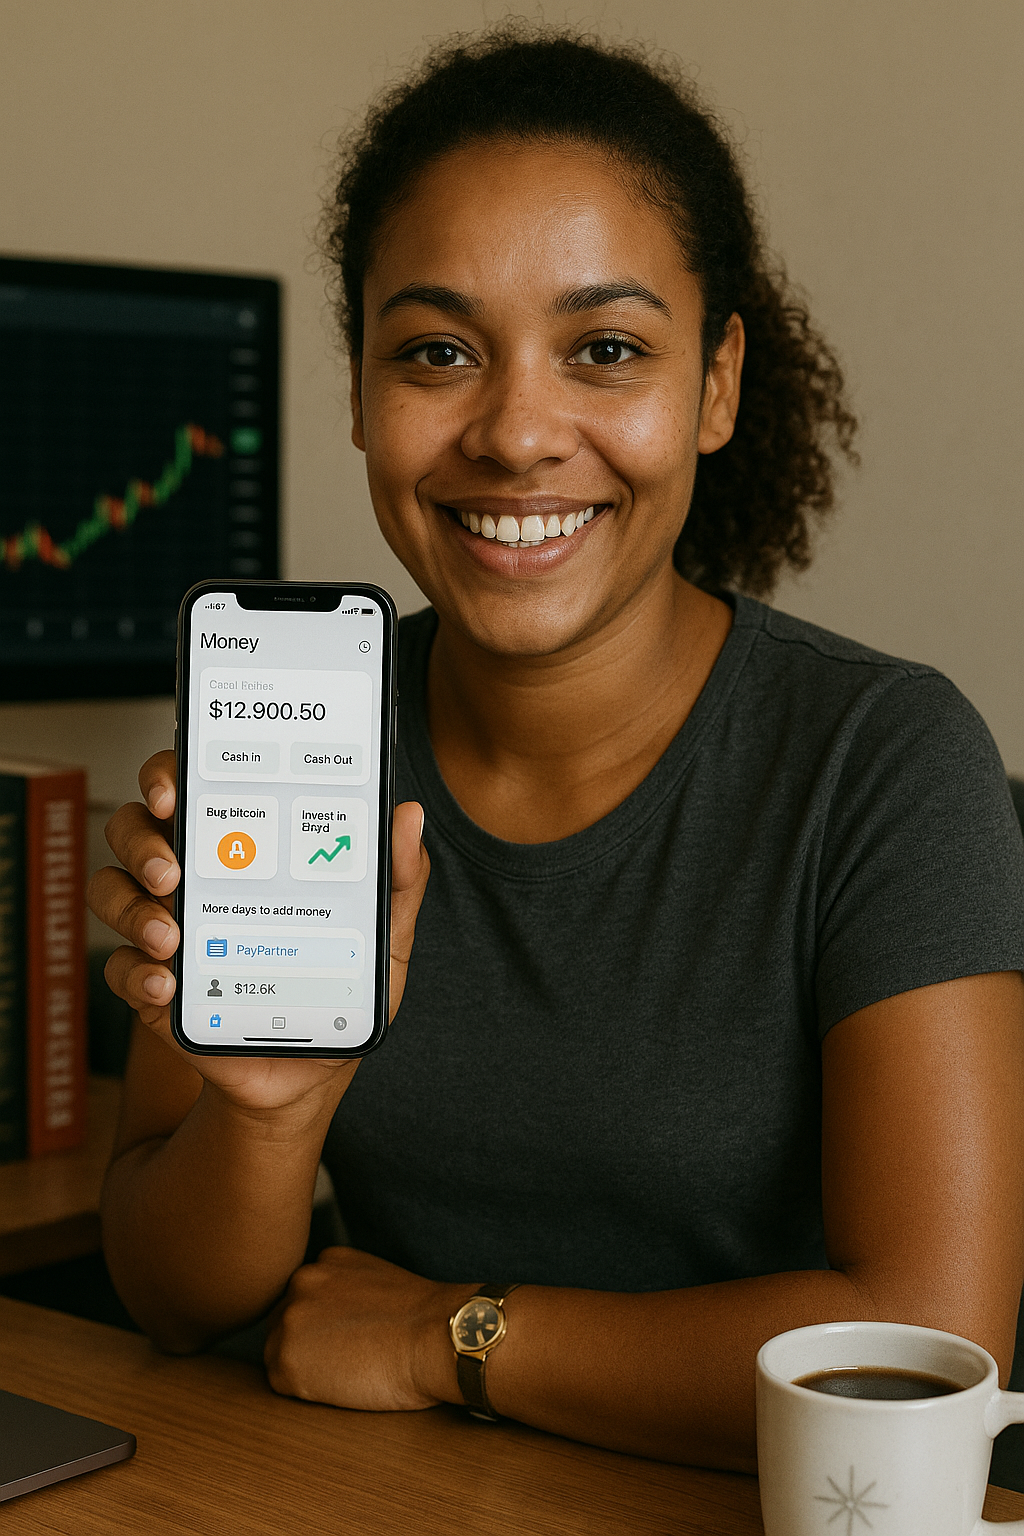 Money
$12.900.50
Cash in
Cash Out
Bug bitcoin
Invest in
More days to add money
PayPartner
$12.6K